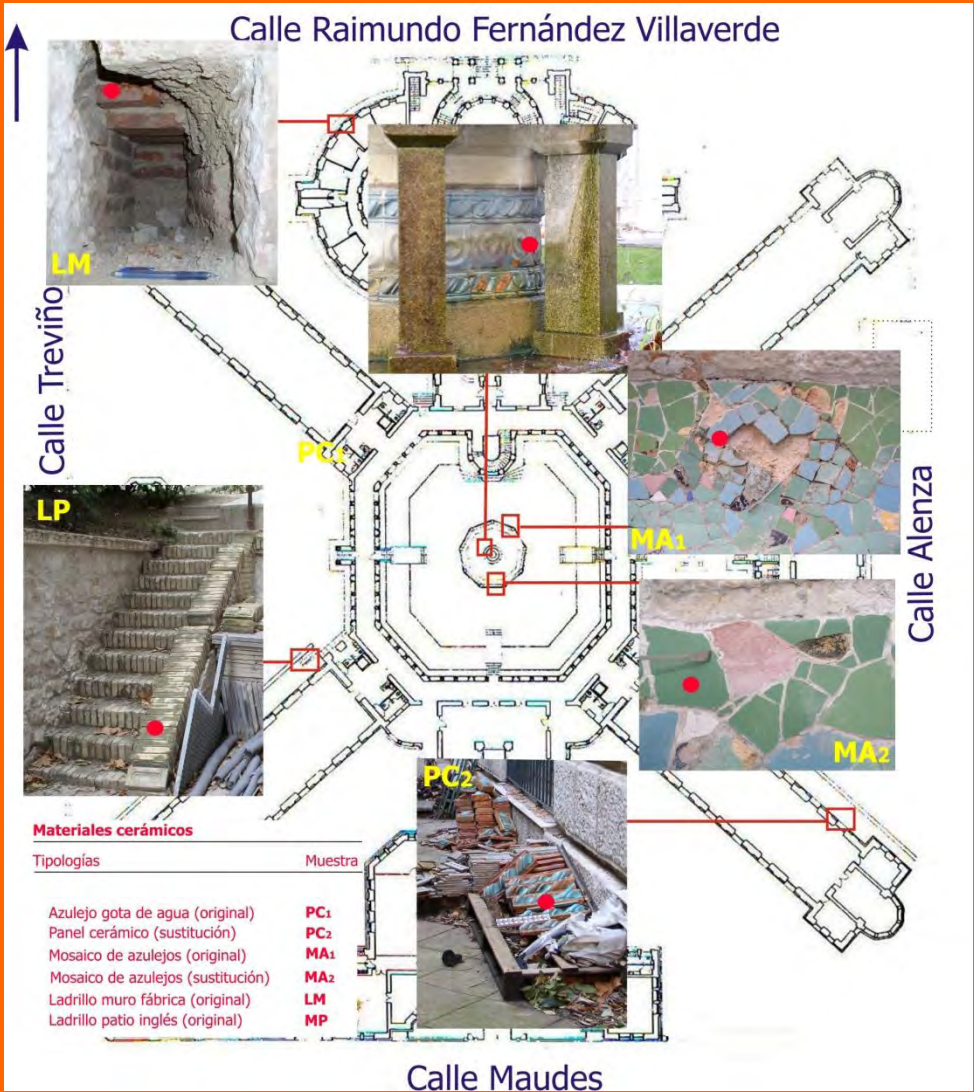 Calle Raimundo Fernández Villaverde
LM
Calle Treviño
PC1
MA1
LP
Calle Alenza
MA2
PC2
Materiales cerámicos
Tipologías Muestra
Azulejo gota de agua (original) PC1
Panel cerámico (sustitución) PC2
Mosaico de azulejos (original) MA1
Mosaico de azulejos (sustitución) MA2
Ladrillo muro fábrica (original) LM
Ladrillo patio inglés (original) MP
Calle Maudes